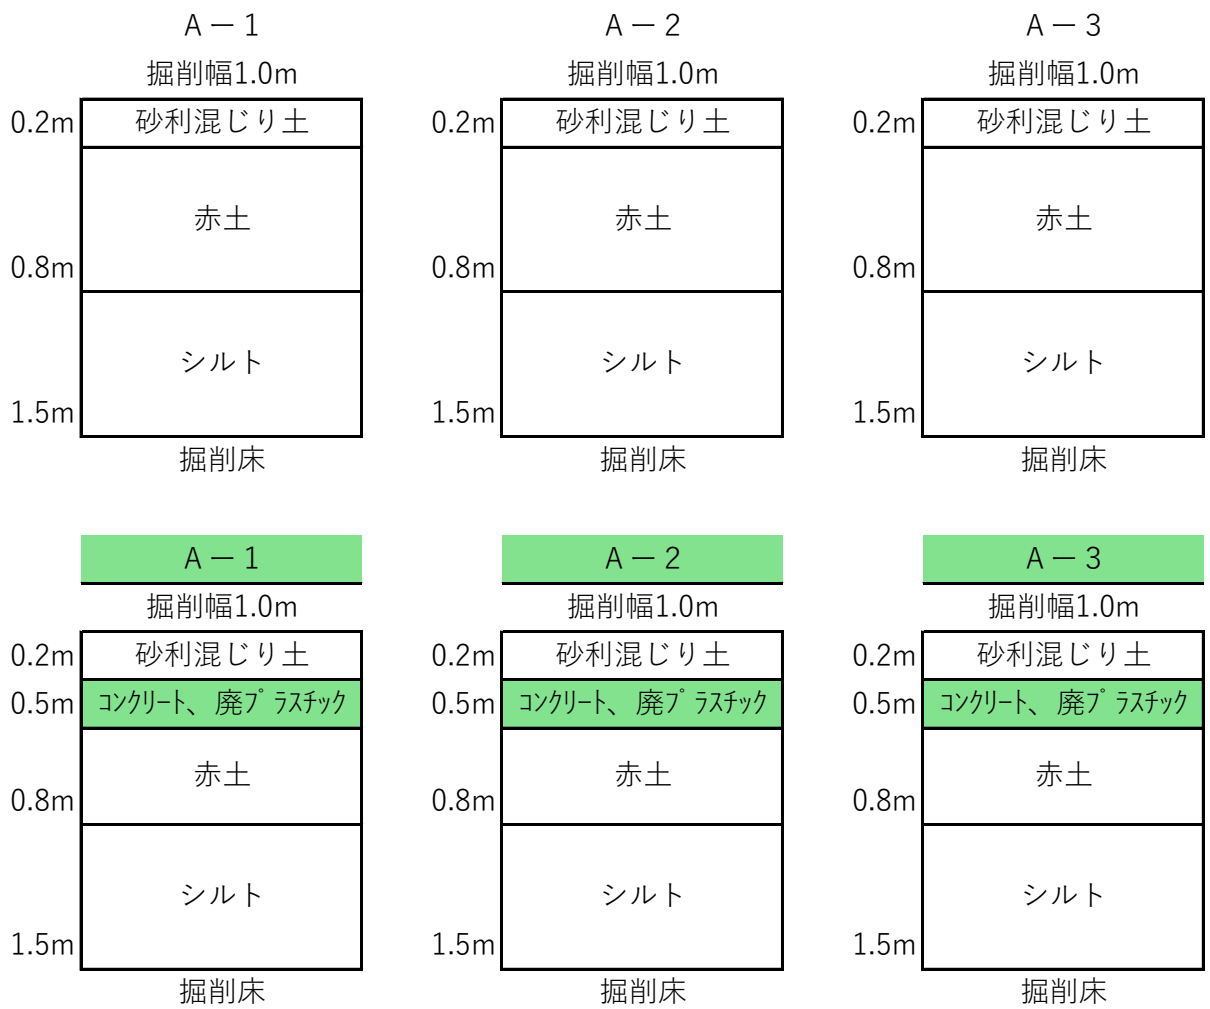 A－1 A－2 A－3
掘削幅1.0m 掘削幅1.0m 掘削幅1.0m
0.2m 砂利混じり土 0.2m 砂利混じり土 0.2m 砂利混じり土
赤土 赤土 赤土
0.8m 0.8m 0.8m
シルト シルト シルト
1.5m 1.5m 1.5m
掘削床 掘削床 掘削床
A－1 A－2 A－3
掘削幅1.0m 掘削幅1.0m 掘削幅1.0m
0.2m 砂利混じり土 0.2m 砂利混じり土 0.2m 砂利混じり土
0.5m ｺﾝｸﾘｰﾄ、廃ﾌﾟﾗｽﾁｯｸ 0.5m ｺﾝｸﾘｰﾄ、廃ﾌﾟﾗｽﾁｯｸ 0.5m ｺﾝｸﾘｰﾄ、廃ﾌﾟﾗｽﾁｯｸ
赤土 赤土 赤土
0.8m 0.8m 0.8m
シルト シルト シルト
1.5m 1.5m 1.5m
掘削床 掘削床 掘削床